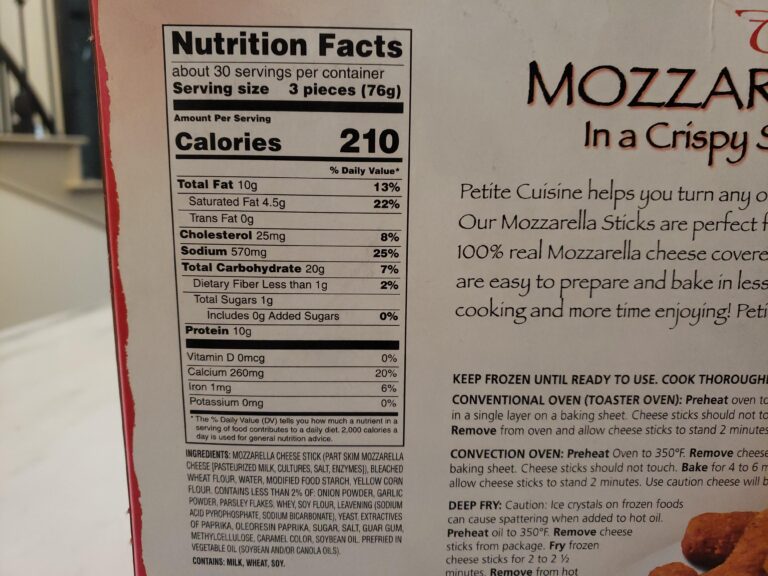 Nutrition Facts
about 30 servings per container
Serving size 3 pieces (76g)
Amount Per Serving
Calories 210
% Daily Value*
Total Fat 10g 13%
Saturated Fat 4.5g 22%
Trans Fat 0g
Cholesterol 25mg 8%
Sodium 570mg 25%
Total Carbohydrate 20g 7%
Dietary Fiber Less than 1g 2%
Total Sugars 1g
Includes 0g Added Sugars 0%
Protein 10g
Vitamin D 0mcg 0%
Calcium 260mg 20%
Iron 1mg 6%
Potassium 0mg 0%
* The % Daily Value (DV) tells you how much a nutrient in a
serving of food contributes to a daily diet. 2,000 calories a
day is used for general nutrition advice.
INGREDIENTS: MOZZARELLA CHEESE STICK (PART SKIM MOZZARELLA
CHEESE [PASTEURIZED MILK, CULTURES, SALT, ENZYMES]), BLEACHED
WHEAT FLOUR, WATER, MODIFIED FOOD STARCH, YELLOW CORN
FLOUR. CONTAINS LESS THAN 2% OF: ONION POWDER, GARLIC
POWDER, PARSLEY FLAKES, WHEY, SOY FLOUR, LEAVENING (SODIUM
ACID PYROPHOSPHATE, SODIUM BICARBONATE), YEAST, EXTRACTIVES
OF PAPRIKA, OLEORESIN PAPRIKA, SUGAR, SALT, GUAR GUM,
METHYLCELLULOSE, CARAMEL COLOR, SOYBEAN OIL. PREFRIED IN
VEGETABLE OIL (SOYBEAN AND/OR CANOLA OILS).
CONTAINS: MILK, WHEAT, SOY.
MOZZAR
In a Crispy S
Petite Cuisine helps you turn any o
Our Mozzarella Sticks are perfect f
100% real Mozzarella cheese covere
are easy to prepare and bake in less
cooking and more time enjoying! Peti
KEEP FROZEN UNTIL READY TO USE. COOK THOROUGH
CONVENTIONAL OVEN (TOASTER OVEN): Preheat oven to
in a single layer on a baking sheet. Cheese sticks should not to
Remove from oven and allow cheese sticks to stand 2 minutes
CONVECTION OVEN: Preheat Oven to 350°F. Remove cheese
baking sheet. Cheese sticks should not touch. Bake for 4 to 6 m
allow cheese sticks to stand 2 minutes. Use caution cheese will b
DEEP FRY: Caution: Ice crystals on frozen foods
can cause spattering when added to hot oil.
Preheat oil to 350°F. Remove cheese
sticks from package. Fry frozen
cheese sticks for 2 to 2 ½
minutes. Remove from hot